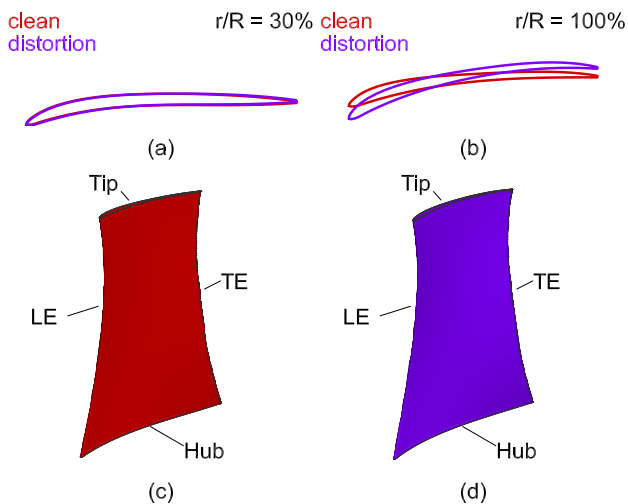 clean r/R = 30%
distortion
clean r/R = 100%
distortion
(a)
(b)
Tip
LE
TE
Hub
(c)
Tip
LE
TE
Hub
(d)